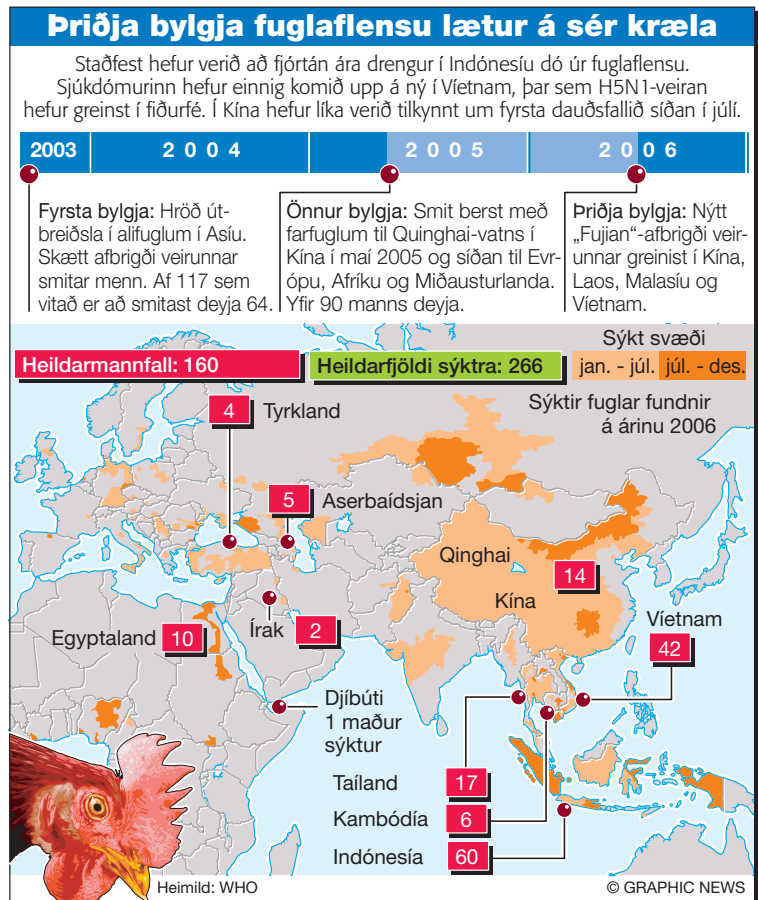 Þriðja bylgja fuglaflensu lætur á sér kræla
Staðfest hefur verið að fjórtán ára drengur í Indónesíu dó úr fuglaflensu.
Sjúkdómurinn hefur einnig komið upp á ný í Víetnam, þar sem H5N1-veiran
hefur greinst í fiðurfé. Í Kína hefur líka verið tilkynnt um fyrsta dauðsfallið síðan í júlí.
2003
2004
2005
2006
Fyrsta bylgja: Hröð út-
breiðsla í alifuglum í Asíu.
Skætt afbrigði veirunnar
smitar menn. Af 117 sem
vitað er að smitast deyja 64.
Önnur bylgja: Smit berst með
farfuglum til Quinghai-vatns í
Kína í maí 2005 og síðan til Evr-
ópu, Afríku og Miðausturlanda.
Yfir 90 manns deyja.
Þriðja bylgja: Nýtt
„Fujian“-afbrigði veir-
unnar greinist í Kína,
Laos, Malasíu og
Víetnam.
Heildarmannfall: 160
Heildarfjöldi sýktra: 266
Sýkt svæði
jan. - júl.
júl. - des.
Sýktir fuglar fundnir
á árinu 2006
4
Tyrkland
5
Aserbaídsjan
Qinghai
14
Kína
Víetnam
42
Egyptaland
10
Írak
2
Djíbúti
1 maður
sýktur
Taíland
17
Kambódía
6
Indónesía
60
Heimild: WHO
© GRAPHIC NEWS